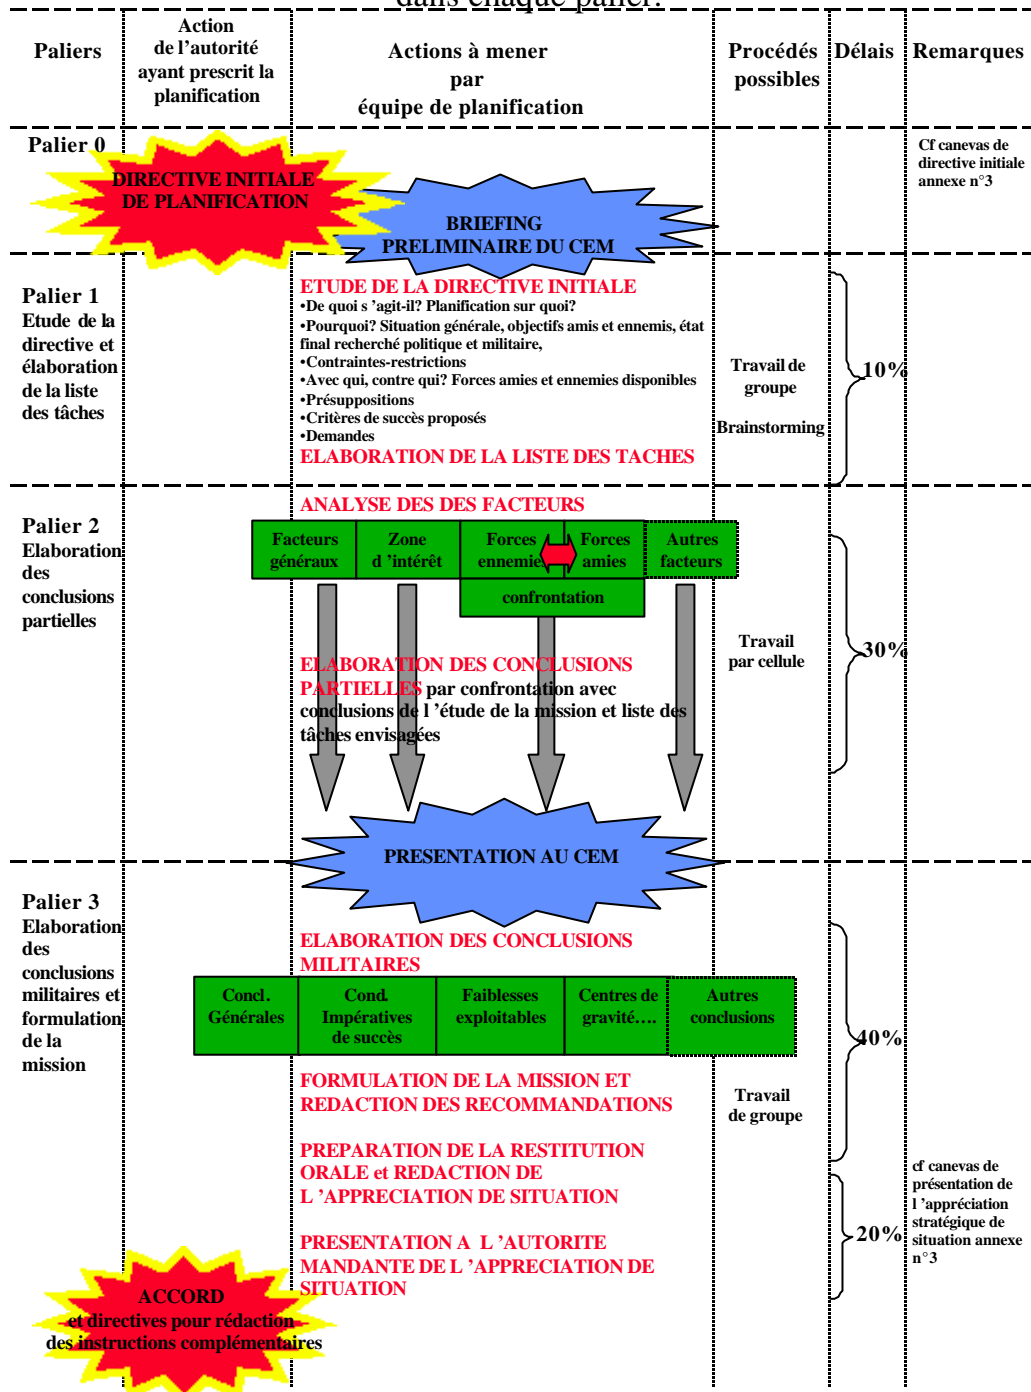 dans chaque palier.
Paliers
Action
de l’autorité
ayant prescrit la
planification
Actions à mener
par
équipe de planification
Procédés
possibles
Délais
Remarques
Palier 0
DIRECTIVE INITIALE
DE PLANIFICATION
BRIEFING
PRELIMINAIRE DU CEM
Cf canevas de
directive initiale
annexe n°3
Palier 1
Etude de la
directive et
élaboration
de la liste
des tâches
ETUDE DE LA DIRECTIVE INITIALE
•De quoi s ’agit-il? Planification sur quoi?
•Pourquoi? Situation générale, objectifs amis et ennemis, état
final recherché politique et militaire,
•Contraintes-restrictions
•Avec qui, contre qui? Forces amies et ennemies disponibles
•Présuppositions
•Critères de succès proposés
•Demandes
ELABORATION DE LA LISTE DES TACHES
Travail de
groupe
Brainstorming
10%
Palier 2
Elaboration
des
conclusions
partielles
ANALYSE DES DES FACTEURS
Facteurs
généraux
Zone
d ’intérêt
Forces
ennemie
Forces
amies
Autres
facteurs
confrontation
ELABORATION DES CONCLUSIONS
PARTIELLES par confrontation avec
conclusions de l ’étude de la mission et liste des
tâches envisagées
Travail
par cellule
30%
PRESENTATION AU CEM
Palier 3
Elaboration
des
conclusions
militaires et
formulation
de la
mission
ELABORATION DES CONCLUSIONS
MILITAIRES
Concl.
Générales
Cond.
Impératives
de succès
Faiblesses
exploitables
Centres de
gravité….
Autres
conclusions
FORMULATION DE LA MISSION ET
REDACTION DES RECOMMANDATIONS
Travail
de groupe
40%
PREPARATION DE LA RESTITUTION
ORALE et REDACTION DE
L ’APPRECIATION DE SITUATION
PRESENTATION A L ’AUTORITE
MANDANTE DE L ’APPRECIATION DE
SITUATION
20%
cf canevas de
présentation de
l ’appréciation
stratégique de
situation annexe
n°3
ACCORD
et directives pour rédaction
des instructions complémentaires